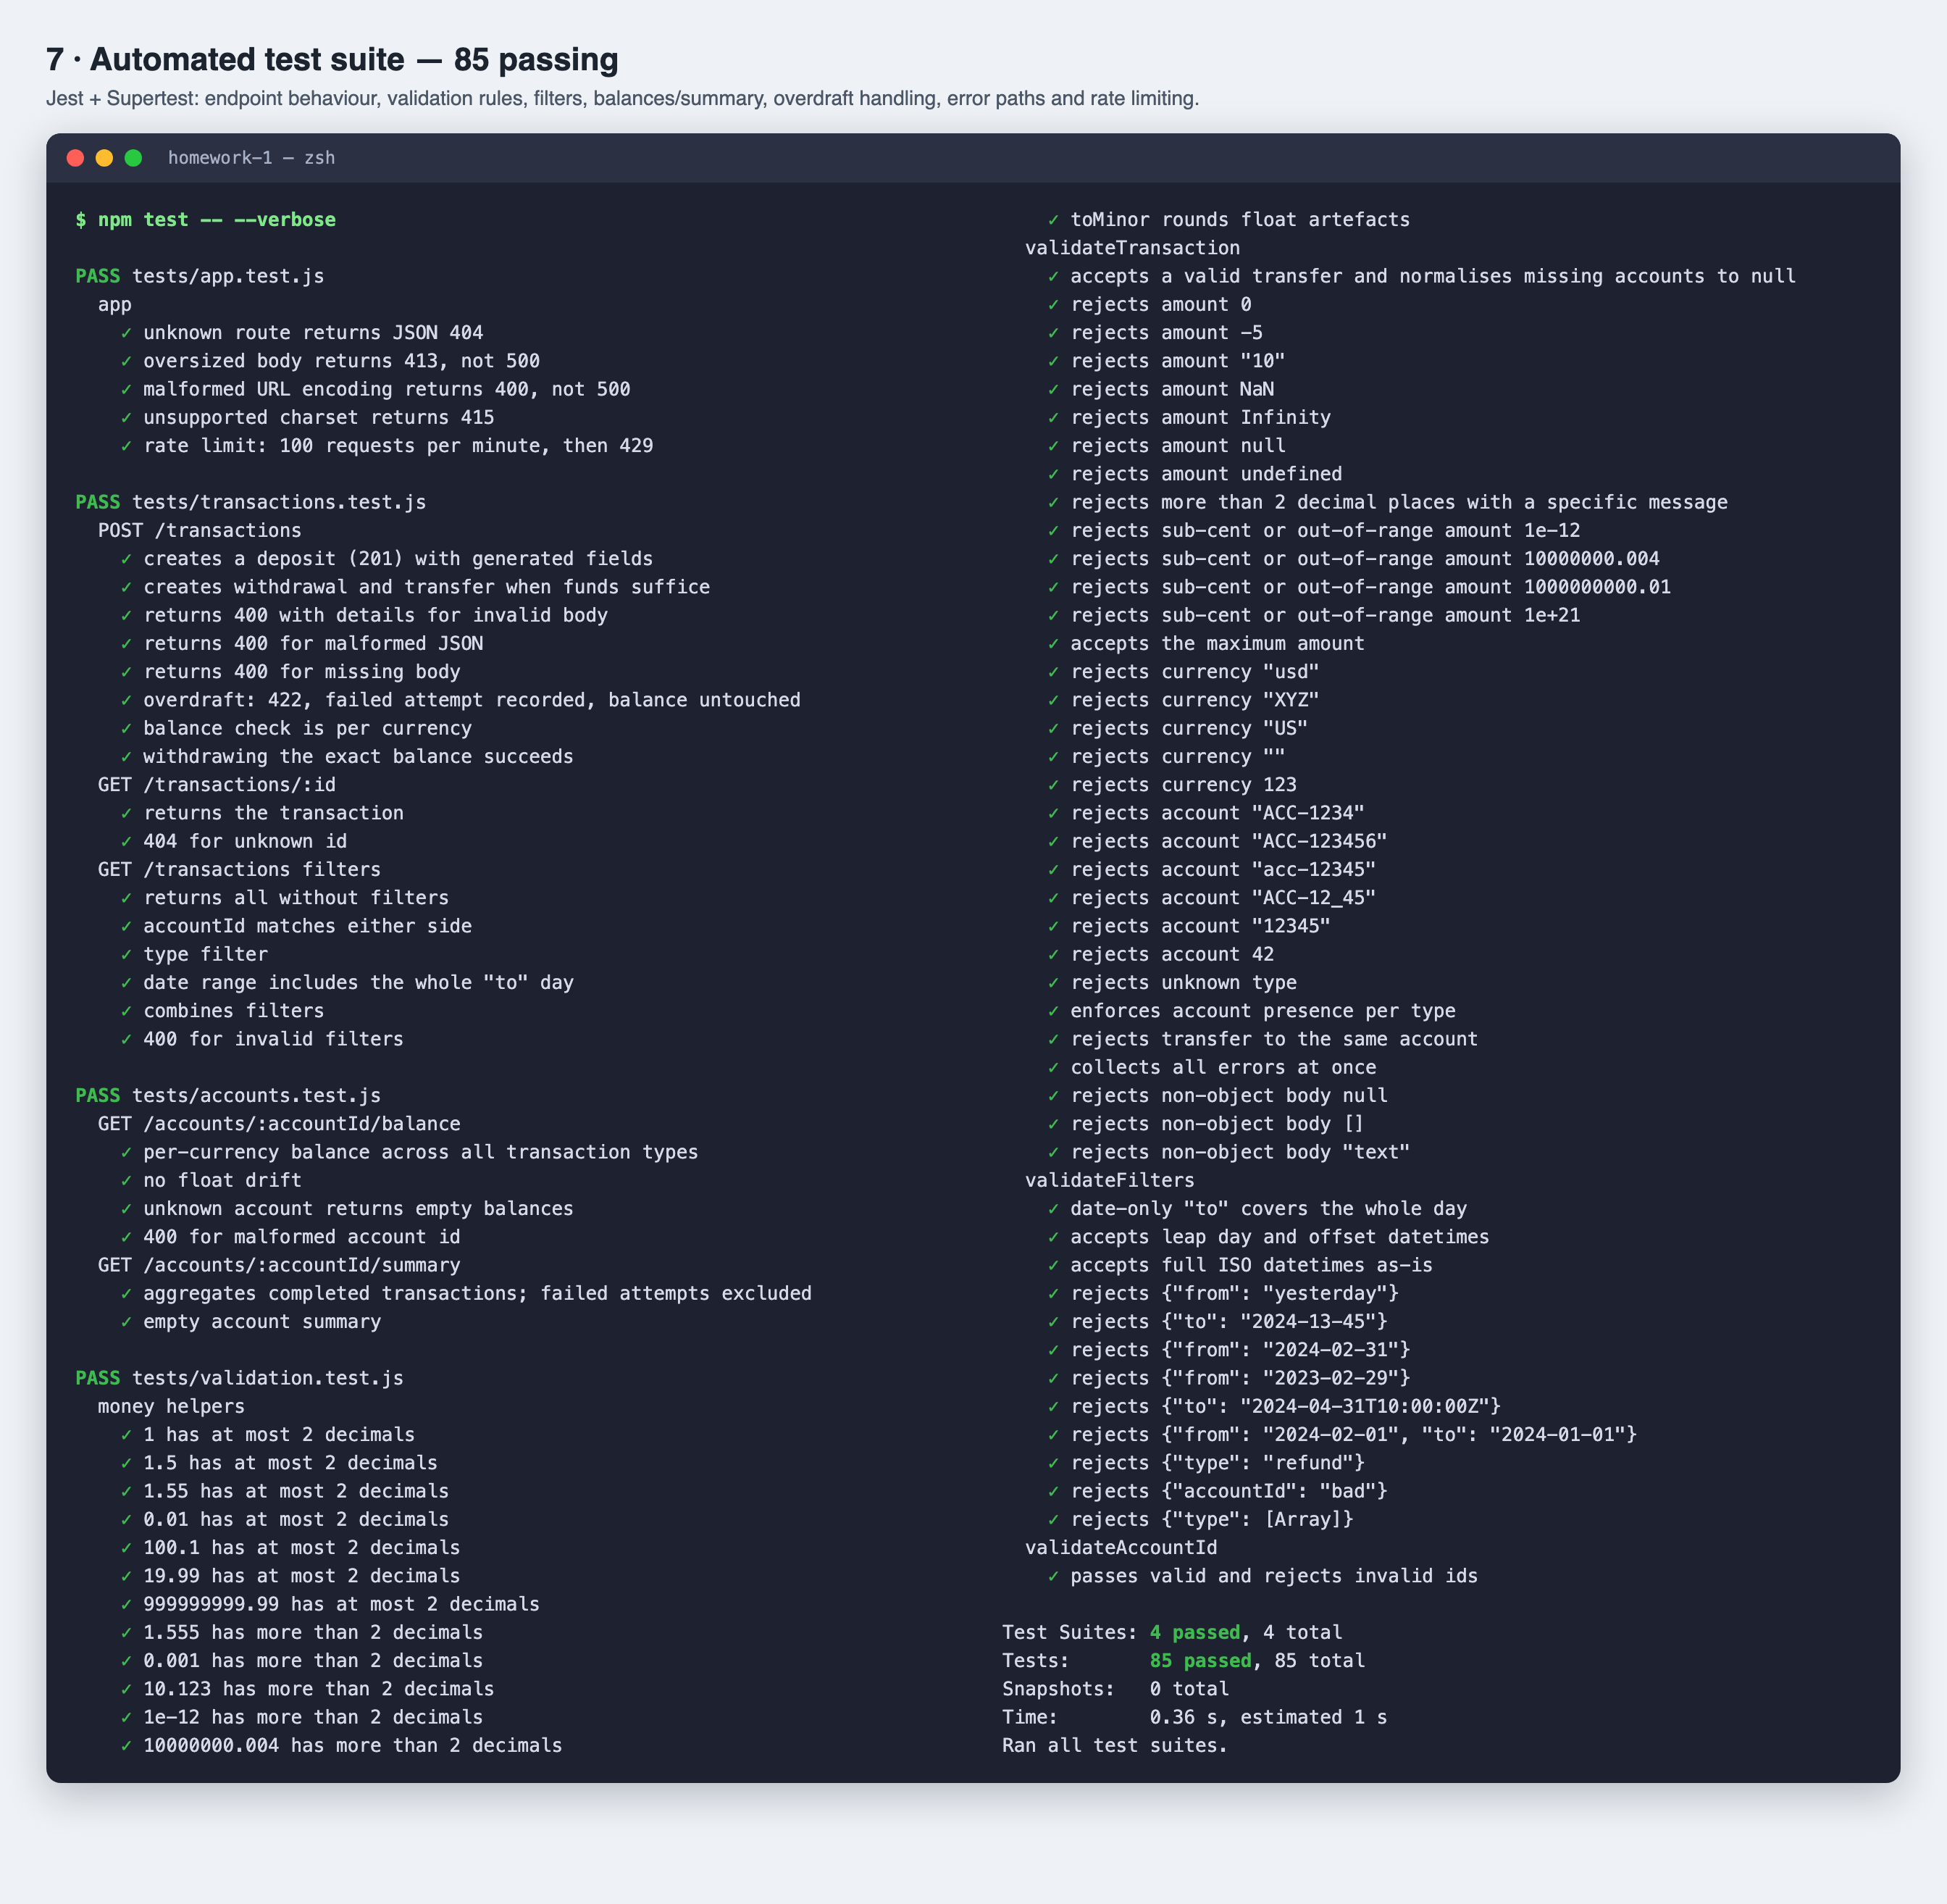 7 · Automated test suite — 85 passing
Jest + Supertest: endpoint behaviour, validation rules, filters, balances/summary, overdraft handling, error paths and rate limiting.
homework-1 — zsh
$ npm test -- --verbose
PASS tests/app.test.js
app
✓ unknown route returns JSON 404
✓ oversized body returns 413, not 500
✓ malformed URL encoding returns 400, not 500
✓ unsupported charset returns 415
✓ rate limit: 100 requests per minute, then 429
PASS tests/transactions.test.js
POST /transactions
✓ creates a deposit (201) with generated fields
✓ creates withdrawal and transfer when funds suffice
✓ returns 400 with details for invalid body
✓ returns 400 for malformed JSON
✓ returns 400 for missing body
✓ overdraft: 422, failed attempt recorded, balance untouched
✓ balance check is per currency
✓ withdrawing the exact balance succeeds
GET /transactions/:id
✓ returns the transaction
✓ 404 for unknown id
GET /transactions filters
✓ returns all without filters
✓ accountId matches either side
✓ type filter
✓ date range includes the whole "to" day
✓ combines filters
✓ 400 for invalid filters
PASS tests/accounts.test.js
GET /accounts/:accountId/balance
✓ per-currency balance across all transaction types
✓ no float drift
✓ unknown account returns empty balances
✓ 400 for malformed account id
GET /accounts/:accountId/summary
✓ aggregates completed transactions; failed attempts excluded
✓ empty account summary
PASS tests/validation.test.js
money helpers
✓ 1 has at most 2 decimals
✓ 1.5 has at most 2 decimals
✓ 1.55 has at most 2 decimals
✓ 0.01 has at most 2 decimals
✓ 100.1 has at most 2 decimals
✓ 19.99 has at most 2 decimals
✓ 999999999.99 has at most 2 decimals
✓ 1.555 has more than 2 decimals
✓ 0.001 has more than 2 decimals
✓ 10.123 has more than 2 decimals
✓ 1e-12 has more than 2 decimals
✓ 10000000.004 has more than 2 decimals
✓ toMinor rounds float artefacts
validateTransaction
✓ accepts a valid transfer and normalises missing accounts to null
✓ rejects amount 0
✓ rejects amount -5
✓ rejects amount "10"
✓ rejects amount NaN
✓ rejects amount Infinity
✓ rejects amount null
✓ rejects amount undefined
✓ rejects more than 2 decimal places with a specific message
✓ rejects sub-cent or out-of-range amount 1e-12
✓ rejects sub-cent or out-of-range amount 10000000.004
✓ rejects sub-cent or out-of-range amount 1000000000.01
✓ rejects sub-cent or out-of-range amount 1e+21
✓ accepts the maximum amount
✓ rejects currency "usd"
✓ rejects currency "XYZ"
✓ rejects currency "US"
✓ rejects currency ""
✓ rejects currency 123
✓ rejects account "ACC-1234"
✓ rejects account "ACC-123456"
✓ rejects account "acc-12345"
✓ rejects account "ACC-12_45"
✓ rejects account "12345"
✓ rejects account 42
✓ rejects unknown type
✓ enforces account presence per type
✓ rejects transfer to the same account
✓ collects all errors at once
✓ rejects non-object body null
✓ rejects non-object body []
✓ rejects non-object body "text"
validateFilters
✓ date-only "to" covers the whole day
✓ accepts leap day and offset datetimes
✓ accepts full ISO datetimes as-is
✓ rejects {"from": "yesterday"}
✓ rejects {"to": "2024-13-45"}
✓ rejects {"from": "2024-02-31"}
✓ rejects {"from": "2023-02-29"}
✓ rejects {"to": "2024-04-31T10:00:00Z"}
✓ rejects {"from": "2024-02-01", "to": "2024-01-01"}
✓ rejects {"type": "refund"}
✓ rejects {"accountId": "bad"}
✓ rejects {"type": [Array]}
validateAccountId
✓ passes valid and rejects invalid ids
Test Suites: 4 passed, 4 total
Tests: 85 passed, 85 total
Snapshots: 0 total
Time: 0.36 s, estimated 1 s
Ran all test suites.